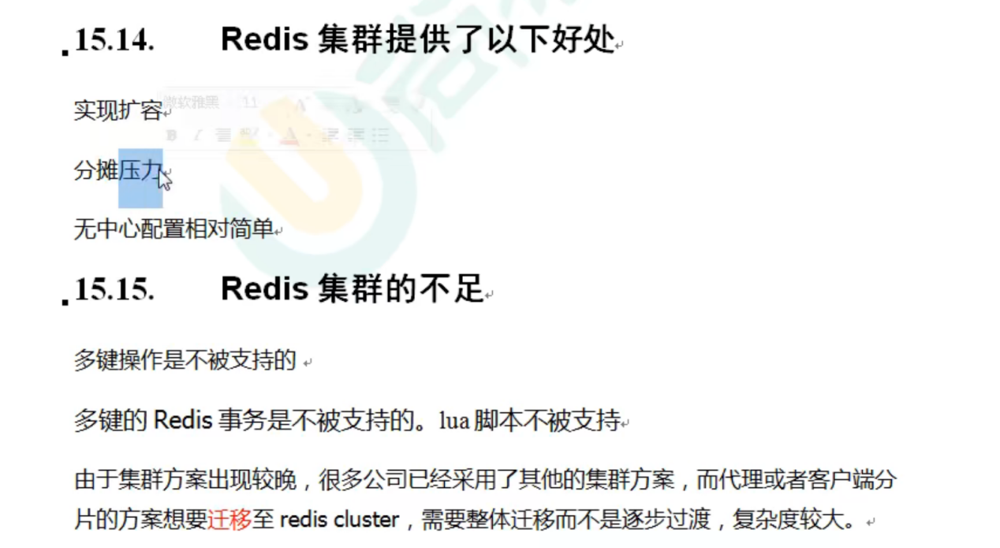 15.14. Redis 集群提供了以下好处
实现扩容
微软雅黑 11
分摊压力
无中心配置相对简单
15.15. Redis 集群的不足
多键操作是不被支持的
多键的 Redis 事务是不被支持的。lua 脚本不被支持
由于集群方案出现较晚，很多公司已经采用了其他的集群方案，而代理或者客户端分
片的方案想要迁移至 redis cluster，需要整体迁移而不是逐步过渡，复杂度较大。